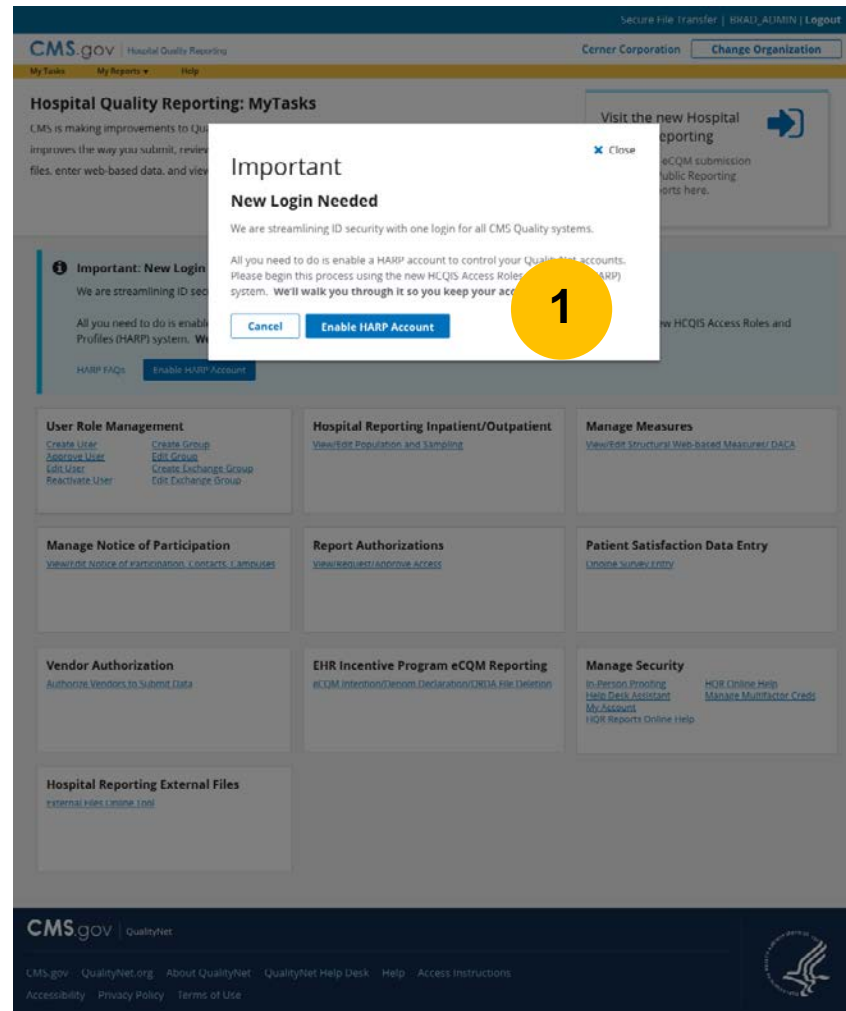 Secure File Transfer | BRAD_ADMIN | Logout
CMS.gov | Hospital Quality Reporting
Cerner Corporation Change Organization
My Tasks My Reports ▾ Help
Hospital Quality Reporting: MyTasks
CMS is making improvements to
improves the way you submit, review
files, enter web-based data, and view
Visit the new Hospital
eCQM submission
Public Reporting
here.
✖ Close
Important
New Login Needed
We are streamlining ID security with one login for all CMS Quality systems.
All you need to do is enable a HARP account to control your accounts.
Please begin this process using the new HCQIS Access Roles
system. We'll walk you through it so you keep your
1
Cancel Enable HARP Account
Important: New Login
We are streamlining ID
All you need to do is
HCQIS Access Roles and
Profiles (HARP) system.
HARP FAQs Enable HARP Account
User Role Management
Create User Create Group
Approve User Edit Group
Edit User Create Exchange Group
Reactivate User Edit Exchange Group
Hospital Reporting Inpatient/Outpatient
View/Edit Population and Sampling
Manage Measures
View/Edit Structural Web-based Measures/ DACA
Manage Notice of Participation
View/Edit Notice of Participation, Contacts, Campuses
Report Authorizations
View/Request/Approve Access
Patient Satisfaction Data Entry
Online Survey Entry
Vendor Authorization
Authorize Vendors to Submit Data
EHR Incentive Program eCQM Reporting
eCQM Intention/Denom Declaration/QRDA File Deletion
Manage Security
In-Person Proofing HQR Online Help
Help Desk Assistant Manage Multifactor Creds
My Account
HQR Reports Online Help
Hospital Reporting External Files
External Files Online Tool
CMS.gov | QualityNet
CMS.gov QualityNet.org About QualityNet QualityNet Help Desk Help Access Instructions
Accessibility Privacy Policy Terms of Use